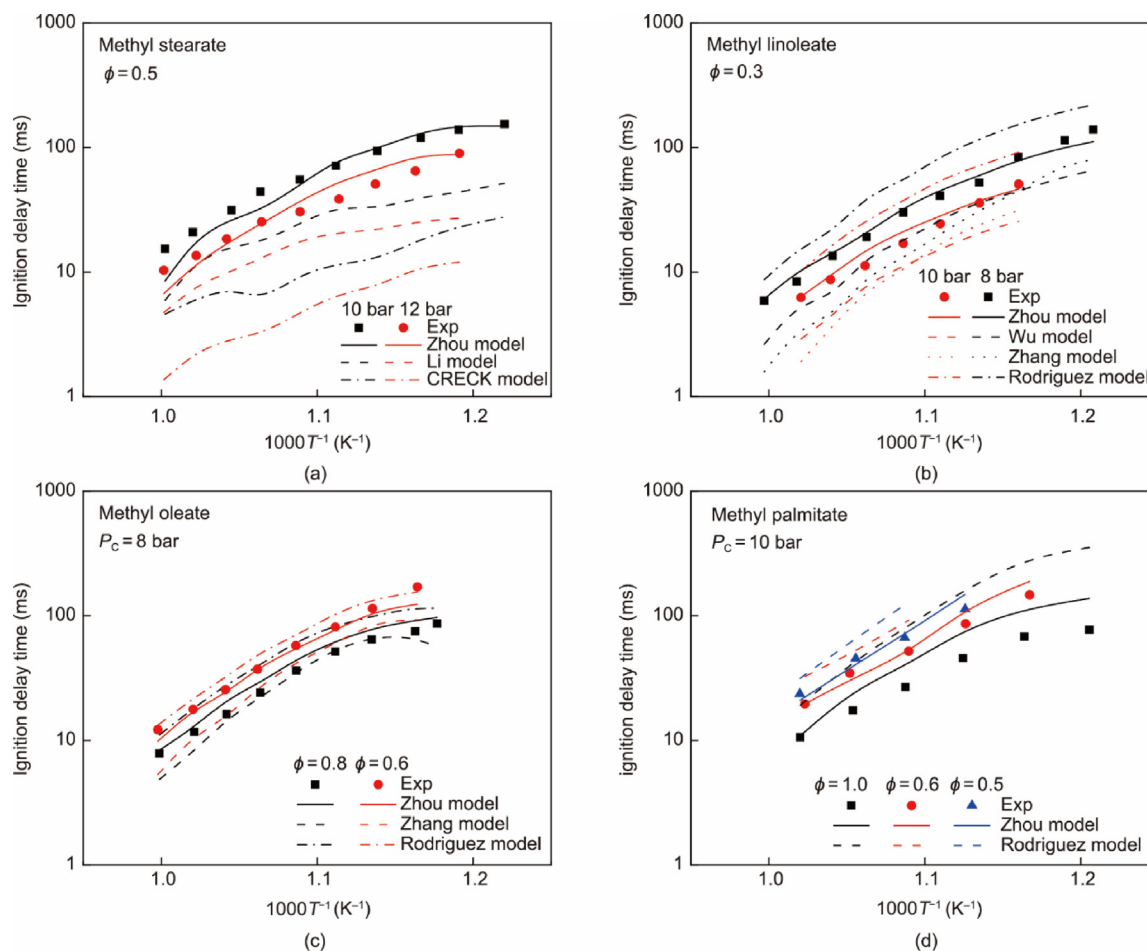 1000
100
10
1
Ignition delay time (ms)
Methyl stearate
ϕ = 0.5
10 bar 12 bar
Exp
Zhou model
Li model
CRECK model
1.0 1.1 1.2
1000T⁻¹ (K⁻¹)
(a)
1000
100
10
1
Ignition delay time (ms)
Methyl linoleate
ϕ = 0.3
10 bar 8 bar
Exp
Zhou model
Wu model
Zhang model
Rodriguez model
1.0 1.1 1.2
1000T⁻¹ (K⁻¹)
(b)
1000
100
10
1
Ignition delay time (ms)
Methyl oleate
P_C = 8 bar
ϕ = 0.8 ϕ = 0.6
Exp
Zhou model
Zhang model
Rodriguez model
1.0 1.1 1.2
1000T⁻¹ (K⁻¹)
(c)
1000
100
10
1
ignition delay time (ms)
Methyl palmitate
P_C = 10 bar
ϕ = 1.0 ϕ = 0.6 ϕ = 0.5
Exp
Zhou model
Rodriguez model
1.0 1.1 1.2
1000T⁻¹ (K⁻¹)
(d)